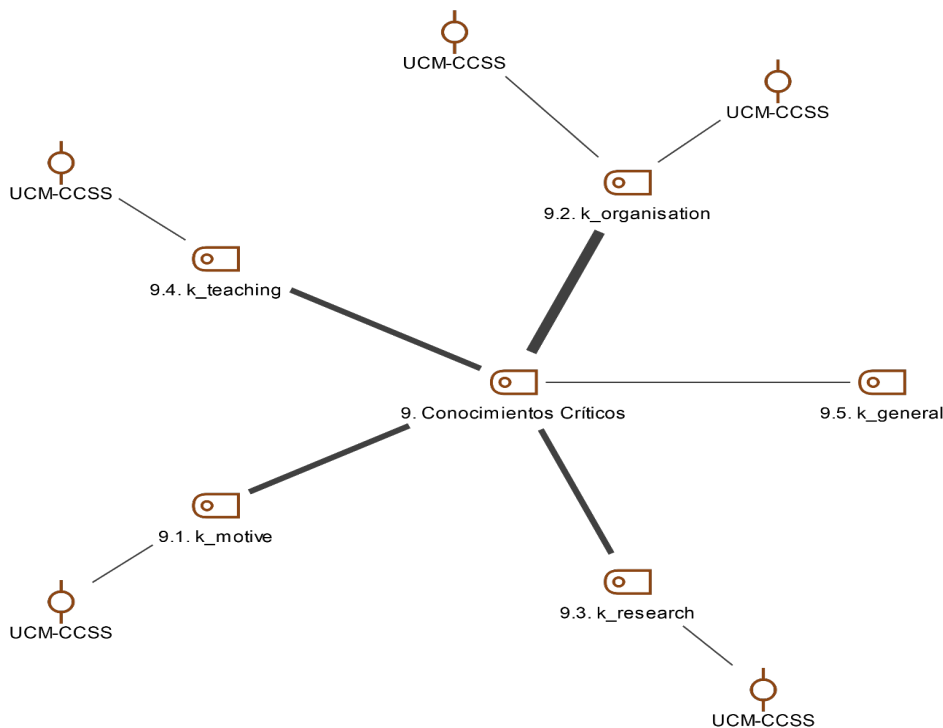 UCM-CCSS
UCM-CCSS
UCM-CCSS
9.2. k_organisation
9.4. k_teaching
9. Conocimientos Críticos
9.5. k_general
9.1. k_motive
9.3. k_research
UCM-CCSS
UCM-CCSS